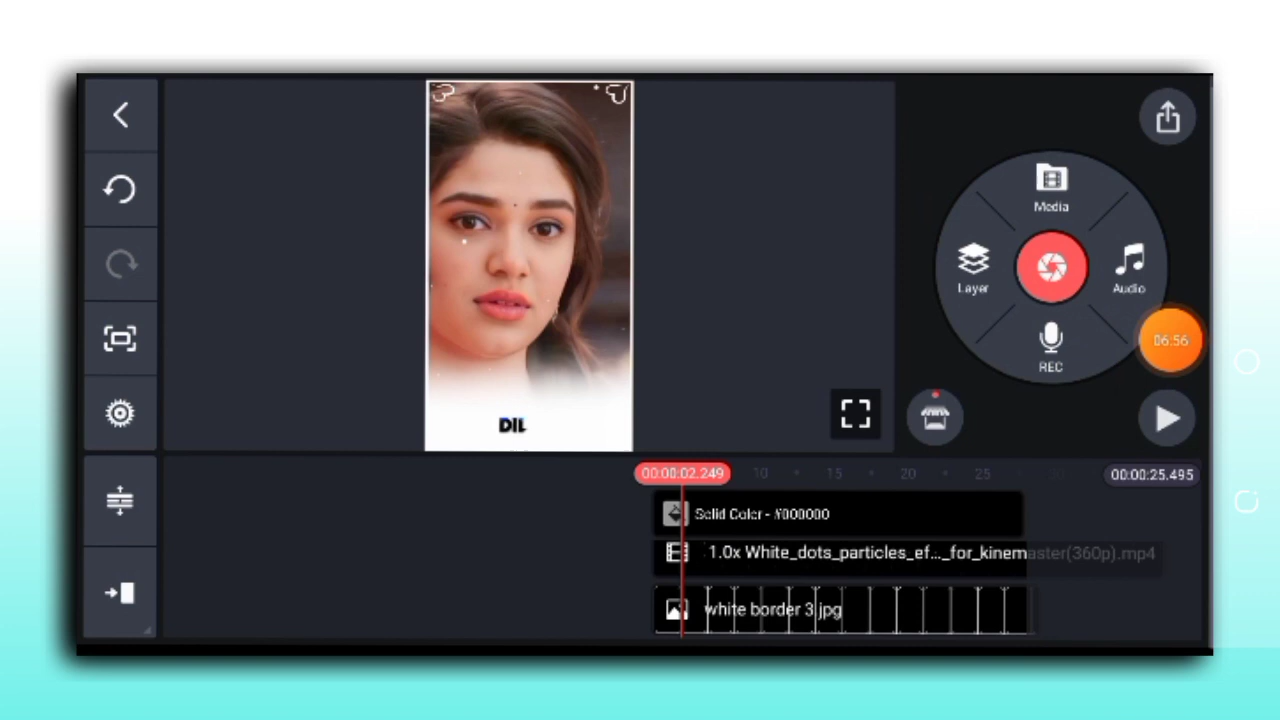 Media
Layer
Audio
REC
06:56
DIL
00:00:02.249
10
15
20
25
00:00:25.495
Solid Color - #000000
1.0x White_dots_particles_ef..._for_kinemaster(360p).mp4
white border 3.jpg